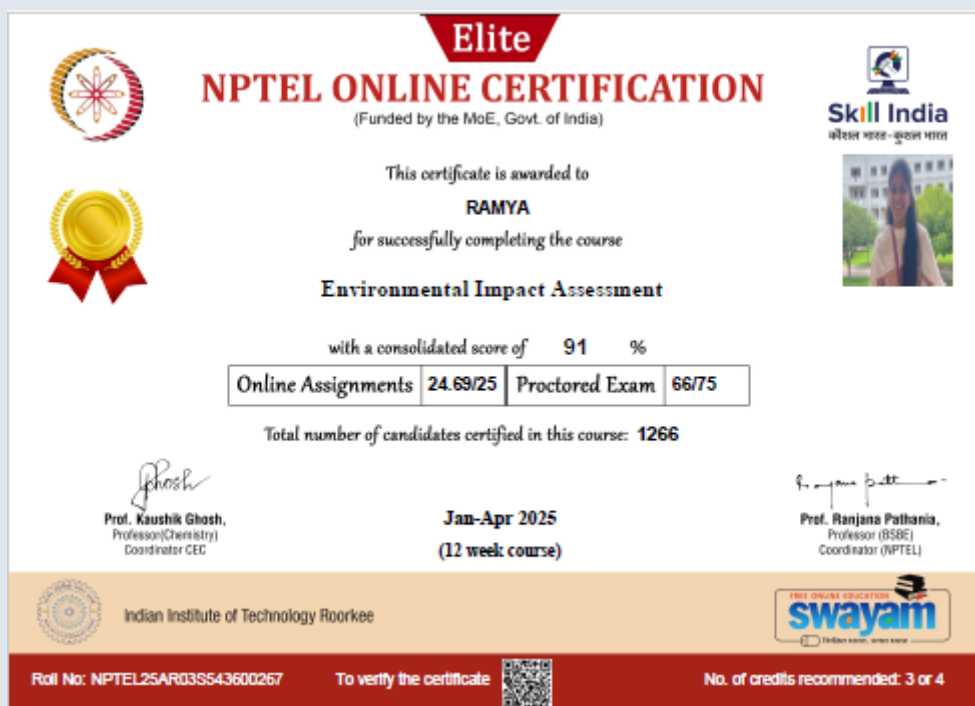 Elite
NPTEL ONLINE CERTIFICATION
(Funded by the MoE, Govt. of India)
Skill India
कौशल भारत - कुशल भारत
This certificate is awarded to
RAMYA
for successfully completing the course
Environmental Impact Assessment
with a consolidated score of 91 %
Online Assignments 24.69/25 Proctored Exam 66/75
Total number of candidates certified in this course: 1266
Prof. Kaushik Ghosh,
Professor(Chemistry)
Coordinator CEC
Jan-Apr 2025
(12 week course)
Prof. Ranjana Pathania,
Professor (BSBE)
Coordinator (NPTEL)
Indian Institute of Technology Roorkee
FREE ONLINE EDUCATION
swayam
Roll No: NPTEL25AR03S543600267
To verify the certificate
No. of credits recommended: 3 or 4